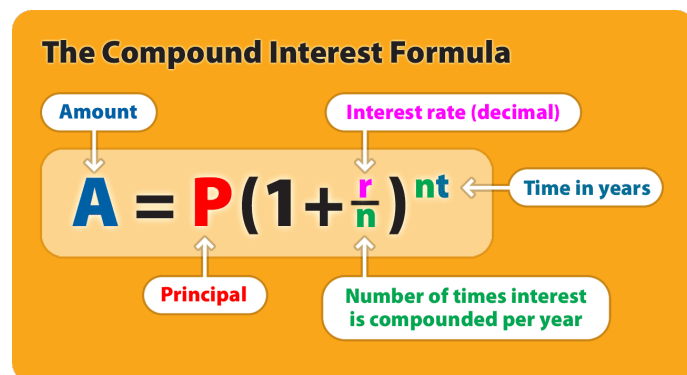 The Compound Interest Formula
Amount
Interest rate (decimal)
A = P(1+r/n)^nt
Time in years
Principal
Number of times interest
is compounded per year